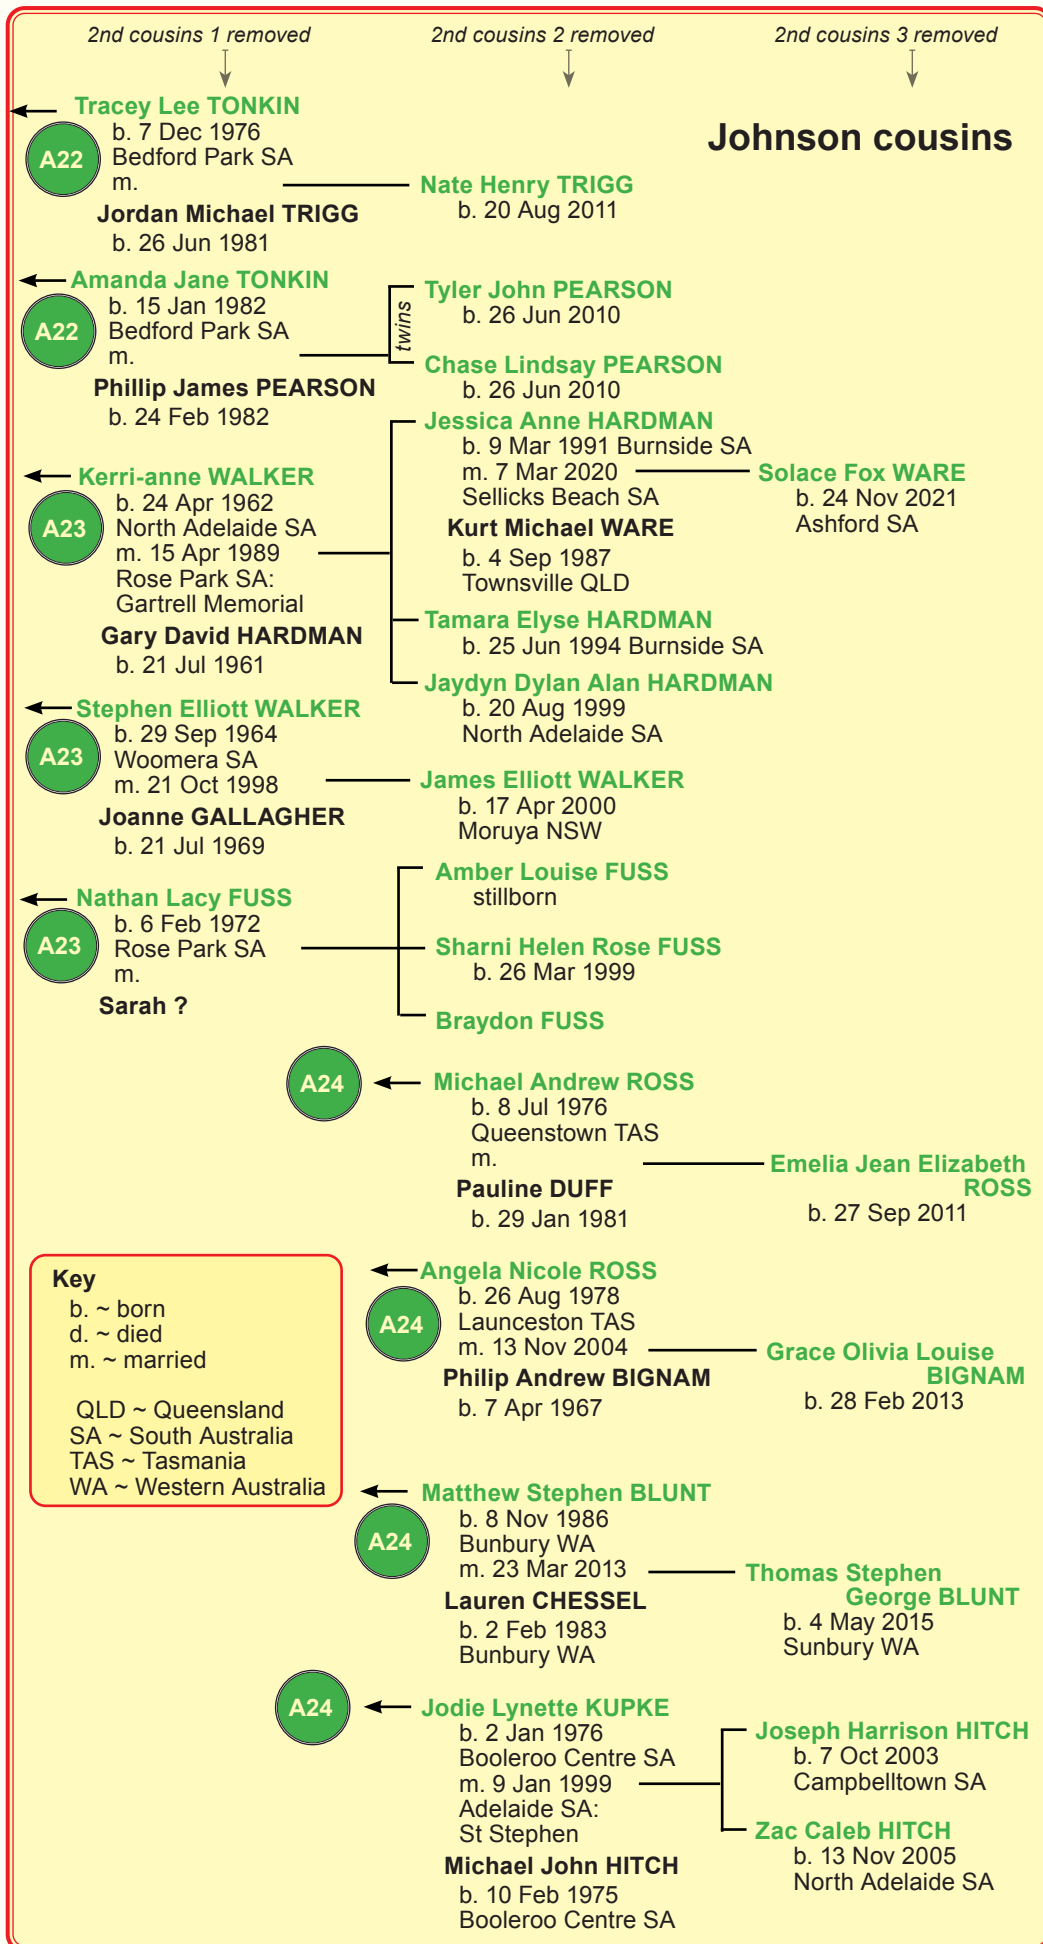 2nd cousins 1 removed
2nd cousins 2 removed
2nd cousins 3 removed
Johnson cousins
Tracey Lee TONKIN
A22
b. 7 Dec 1976
Bedford Park SA
m.
Jordan Michael TRIGG
b. 26 Jun 1981
Nate Henry TRIGG
b. 20 Aug 2011
Amanda Jane TONKIN
A22
b. 15 Jan 1982
Bedford Park SA
m.
Phillip James PEARSON
b. 24 Feb 1982
twins
Tyler John PEARSON
b. 26 Jun 2010
Chase Lindsay PEARSON
b. 26 Jun 2010
Kerri-anne WALKER
A23
b. 24 Apr 1962
North Adelaide SA
m. 15 Apr 1989
Rose Park SA:
Gartrell Memorial
Gary David HARDMAN
b. 21 Jul 1961
Jessica Anne HARDMAN
b. 9 Mar 1991 Burnside SA
m. 7 Mar 2020
Sellicks Beach SA
Kurt Michael WARE
b. 4 Sep 1987
Townsville QLD
Solace Fox WARE
b. 24 Nov 2021
Ashford SA
Tamara Elyse HARDMAN
b. 25 Jun 1994 Burnside SA
Jaydyn Dylan Alan HARDMAN
b. 20 Aug 1999
North Adelaide SA
Stephen Elliott WALKER
A23
b. 29 Sep 1964
Woomera SA
m. 21 Oct 1998
Joanne GALLAGHER
b. 21 Jul 1969
James Elliott WALKER
b. 17 Apr 2000
Moruya NSW
Nathan Lacy FUSS
A23
b. 6 Feb 1972
Rose Park SA
m.
Sarah ?
Amber Louise FUSS
stillborn
Sharni Helen Rose FUSS
b. 26 Mar 1999
Braydon FUSS
A24
Michael Andrew ROSS
b. 8 Jul 1976
Queenstown TAS
m.
Pauline DUFF
b. 29 Jan 1981
Emelia Jean Elizabeth
ROSS
b. 27 Sep 2011
Key
b. ~ born
d. ~ died
m. ~ married
QLD ~ Queensland
SA ~ South Australia
TAS ~ Tasmania
WA ~ Western Australia
Angela Nicole ROSS
A24
b. 26 Aug 1978
Launceston TAS
m. 13 Nov 2004
Philip Andrew BIGNAM
b. 7 Apr 1967
Grace Olivia Louise
BIGNAM
b. 28 Feb 2013
Matthew Stephen BLUNT
A24
b. 8 Nov 1986
Bunbury WA
m. 23 Mar 2013
Lauren CHESSEL
b. 2 Feb 1983
Bunbury WA
Thomas Stephen
George BLUNT
b. 4 May 2015
Sunbury WA
A24
Jodie Lynette KUPKE
b. 2 Jan 1976
Booleroo Centre SA
m. 9 Jan 1999
Adelaide SA:
St Stephen
Michael John HITCH
b. 10 Feb 1975
Booleroo Centre SA
Joseph Harrison HITCH
b. 7 Oct 2003
Campbelltown SA
Zac Caleb HITCH
b. 13 Nov 2005
North Adelaide SA